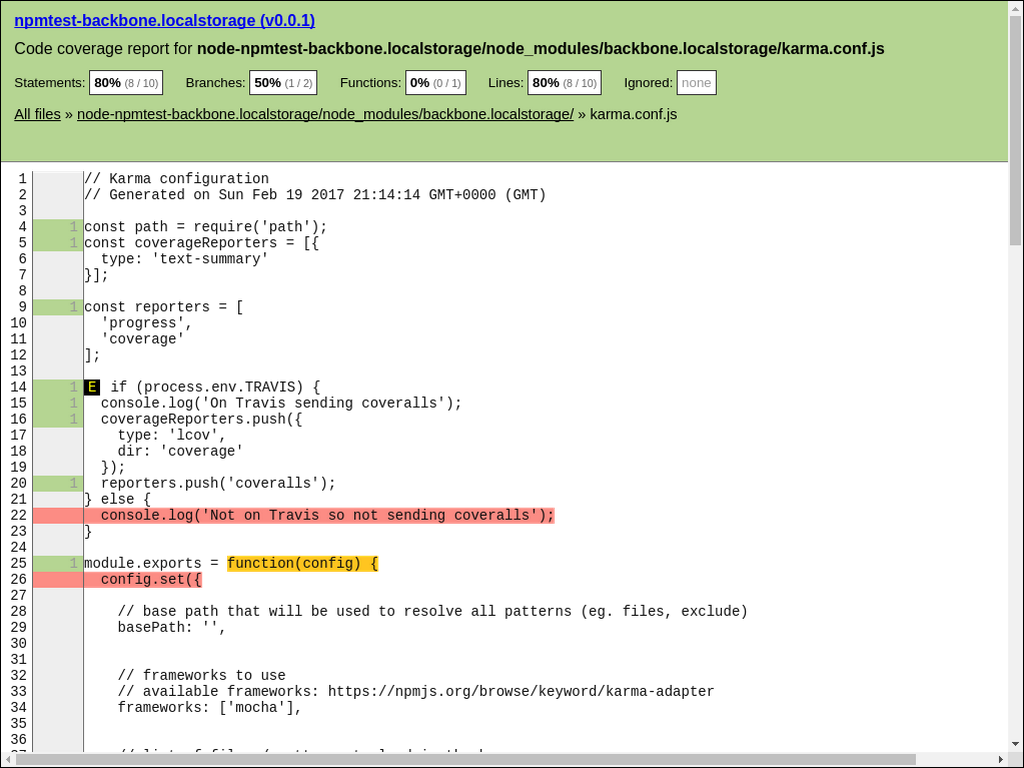 npmtest-backbone.localstorage (v0.0.1)
Code coverage report for node-npmtest-backbone.localstorage/node_modules/backbone.localstorage/karma.conf.js
Statements: 80% (8 / 10) Branches: 50% (1 / 2) Functions: 0% (0 / 1) Lines: 80% (8 / 10) Ignored: none
All files » node-npmtest-backbone.localstorage/node_modules/backbone.localstorage/ » karma.conf.js
1 // Karma configuration
2 // Generated on Sun Feb 19 2017 21:14:14 GMT+0000 (GMT)
3
4 1 const path = require('path');
5 1 const coverageReporters = [{
6 type: 'text-summary'
7 }];
8
9 1 const reporters = [
10 'progress',
11 'coverage'
12 ];
13
14 1 E if (process.env.TRAVIS) {
15 1 console.log('On Travis sending coveralls');
16 1 coverageReporters.push({
17 type: 'lcov',
18 dir: 'coverage'
19 });
20 1 reporters.push('coveralls');
21 } else {
22 console.log('Not on Travis so not sending coveralls');
23 }
24
25 1 module.exports = function(config) {
26 config.set({
27
28 // base path that will be used to resolve all patterns (eg. files, exclude)
29 basePath: '',
30
31
32 // frameworks to use
33 // available frameworks: https://npmjs.org/browse/keyword/karma-adapter
34 frameworks: ['mocha'],
35
36